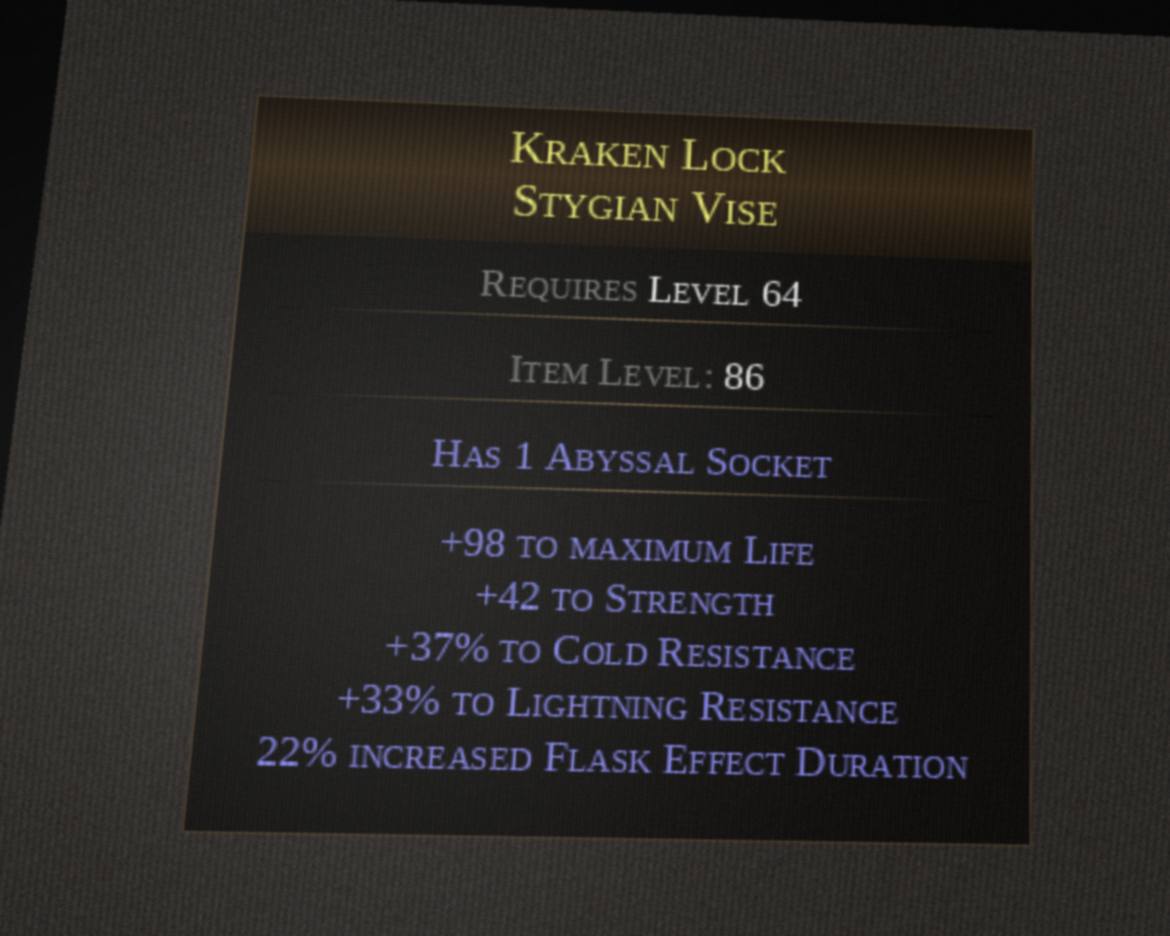 Kraken Lock
Stygian Vise
Requires Level 64
Item Level: 86
Has 1 Abyssal Socket
+98 to maximum Life
+42 to Strength
+37% to Cold Resistance
+33% to Lightning Resistance
22% increased Flask Effect Duration